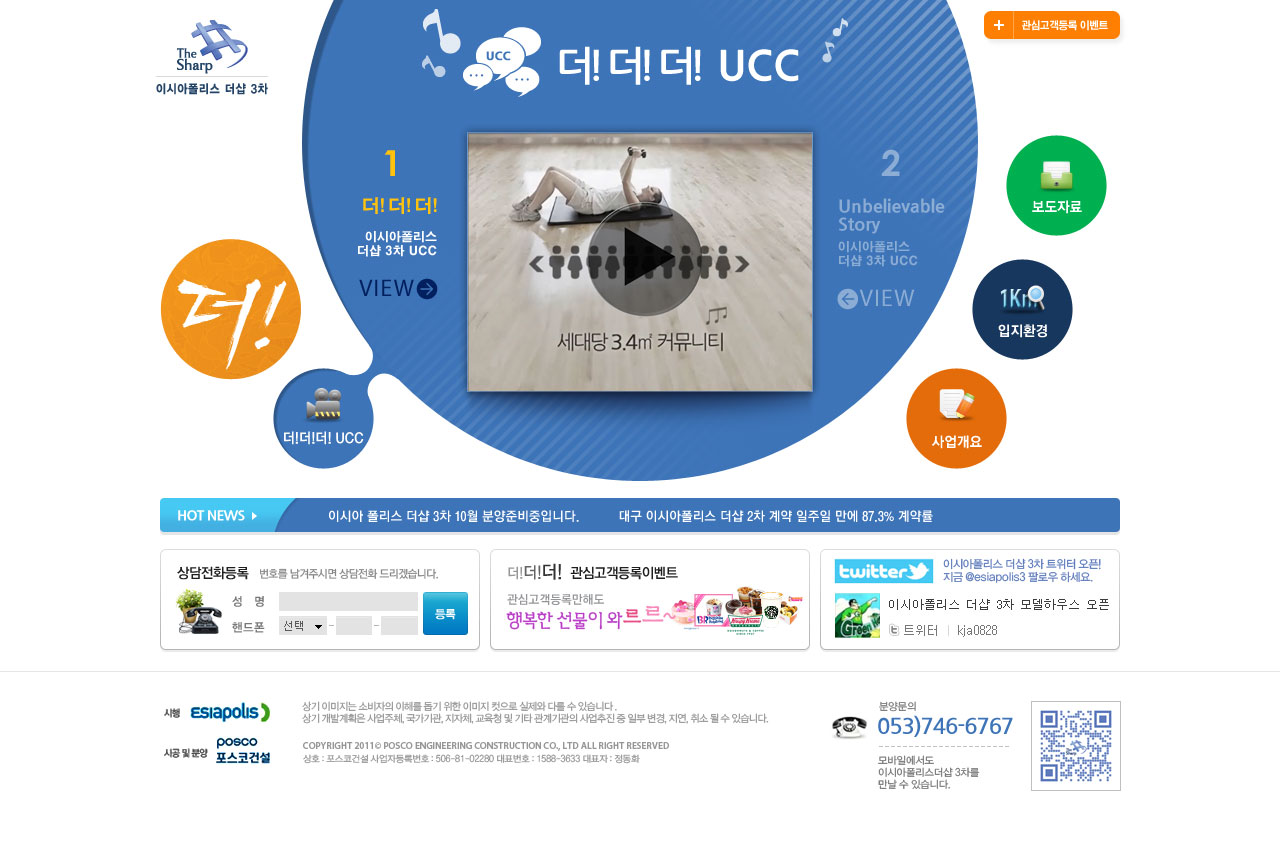 The
Sharp
이시아폴리스 더샵 3차
+ 관심고객등록 이벤트
UCC
더! 더! 더! UCC
1
더! 더! 더!
이시아폴리스
더샵 3차 UCC
VIEW
세대당 3.4㎡ 커뮤니티
2
Unbelievable
Story
이시아폴리스
더샵 3차 UCC
VIEW
보도자료
1Km
입지환경
사업개요
더!
더!더!더! UCC
HOT NEWS
이시아 폴리스 더샵 3차 10월 분양준비중입니다.
대구 이시아폴리스 더샵 2차 계약 일주일 만에 87.3% 계약률
상담전화등록 번호를 남겨주시면 상담전화 드리겠습니다.
성 명
핸드폰 선택 - -
등록
더!더!더! 관심고객등록이벤트
관심고객등록만해도
행복한 선물이 와르르~
twitter
이시아폴리스 더샵 3차 트위터 오픈!
지금 @esiapolis3 팔로우 하세요.
이시아폴리스 더샵 3차 모델하우스 오픈
트위터 | kja0828
시행 ESIAPOLIS
시공 및 분양 posco
포스코건설
상기 이미지는 소비자의 이해를 돕기 위한 이미지 컷으로 실제와 다를 수 있습니다.
상기 개발계획은 사업주체, 국가기관, 지자체, 교육청 및 기타 관계기관의 사업추진 중 일부 변경, 지연, 취소 될 수 있습니다.
COPYRIGHT 2011© POSCO ENGINEERING CONSTRUCTION CO., LTD ALL RIGHT RESERVED
상호 : 포스코건설 사업자등록번호 : 506-81-02280 대표번호 : 1588-3633 대표자 : 정동화
분양문의
053)746-6767
모바일에서도
이시아폴리스더샵 3차를
만날 수 있습니다.